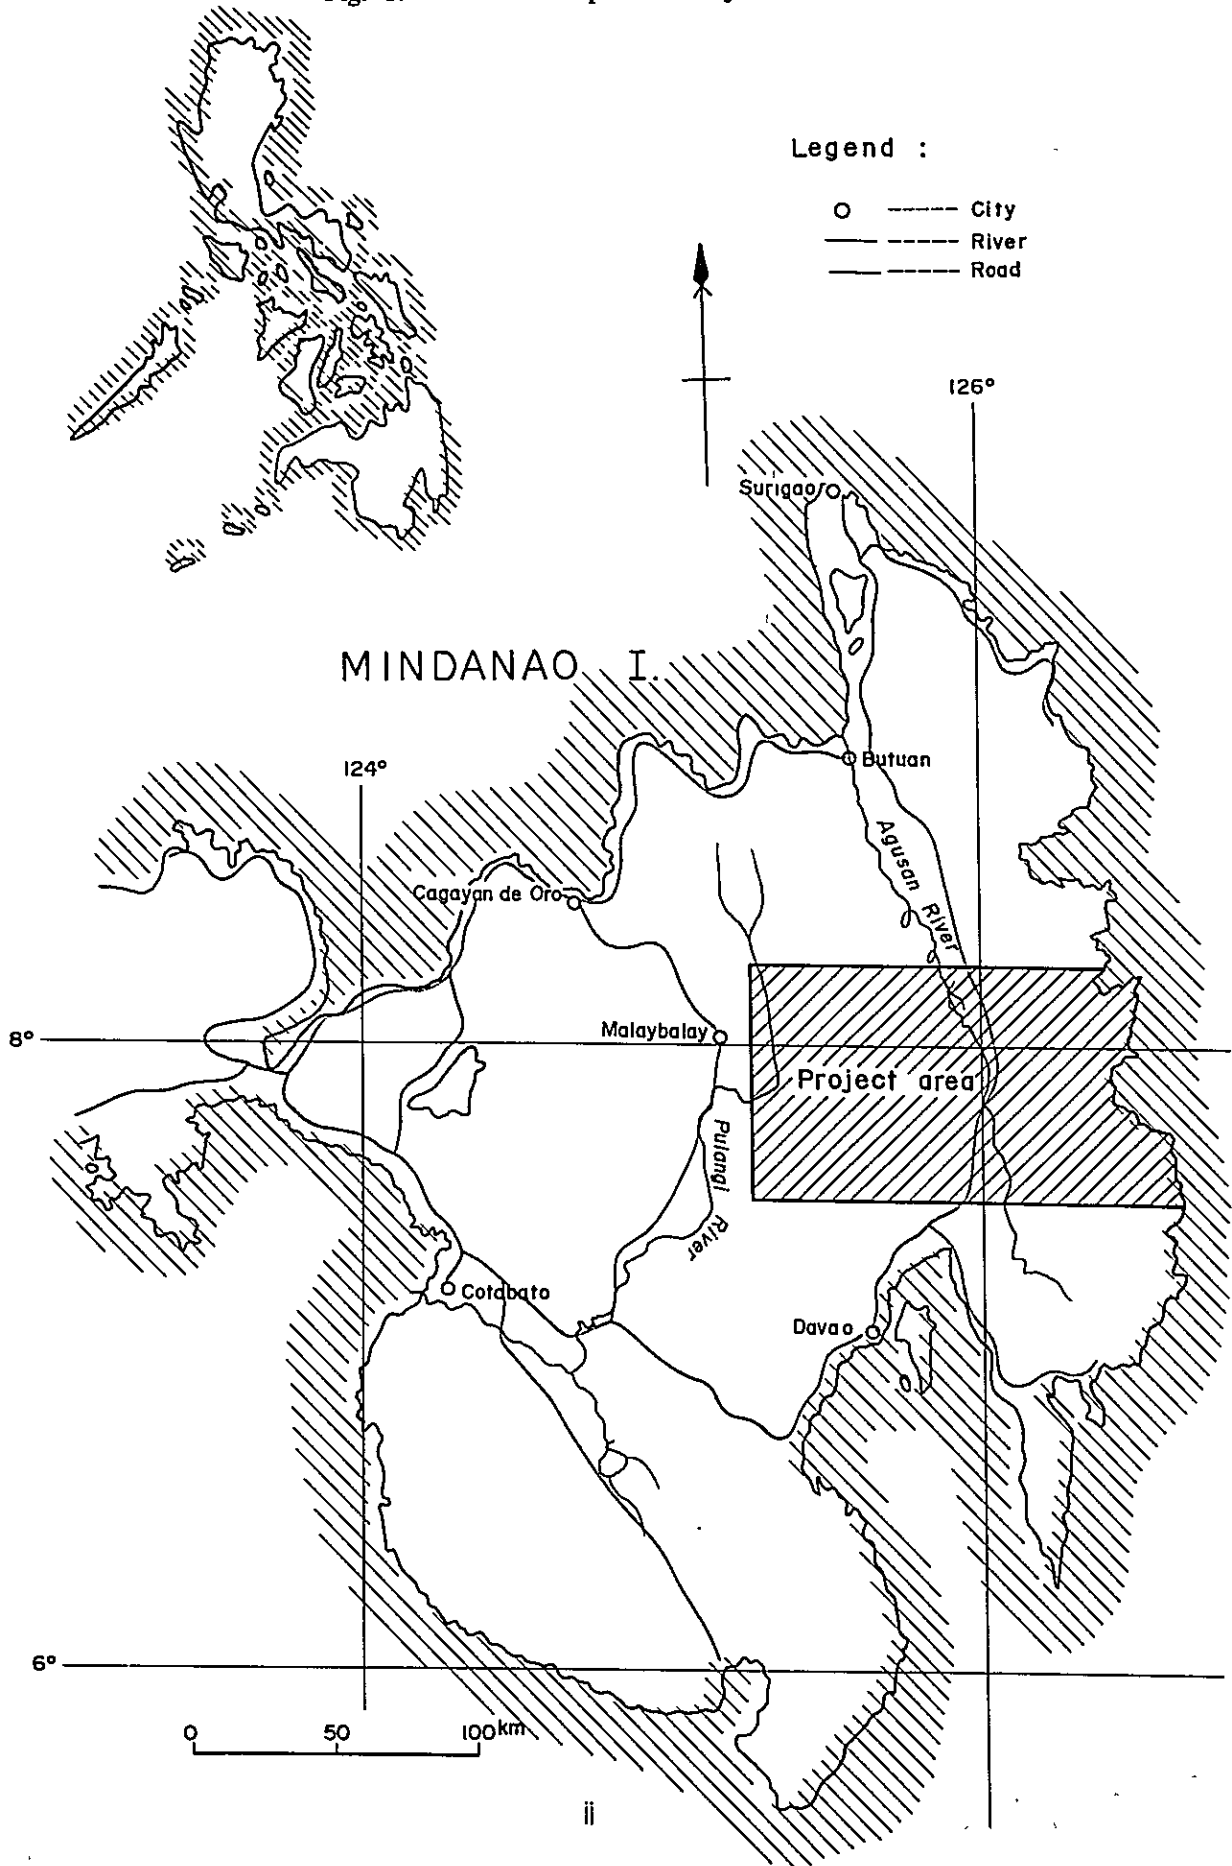 Legend :
City
River
Road
126°
Surigao
MINDANAO I.
124°
Butuan
Agusan River
Cagayan de Oro
8°
Malaybalay
Project area
Pulangi River
Cotabato
Davao
6°
0 50 100km
ii